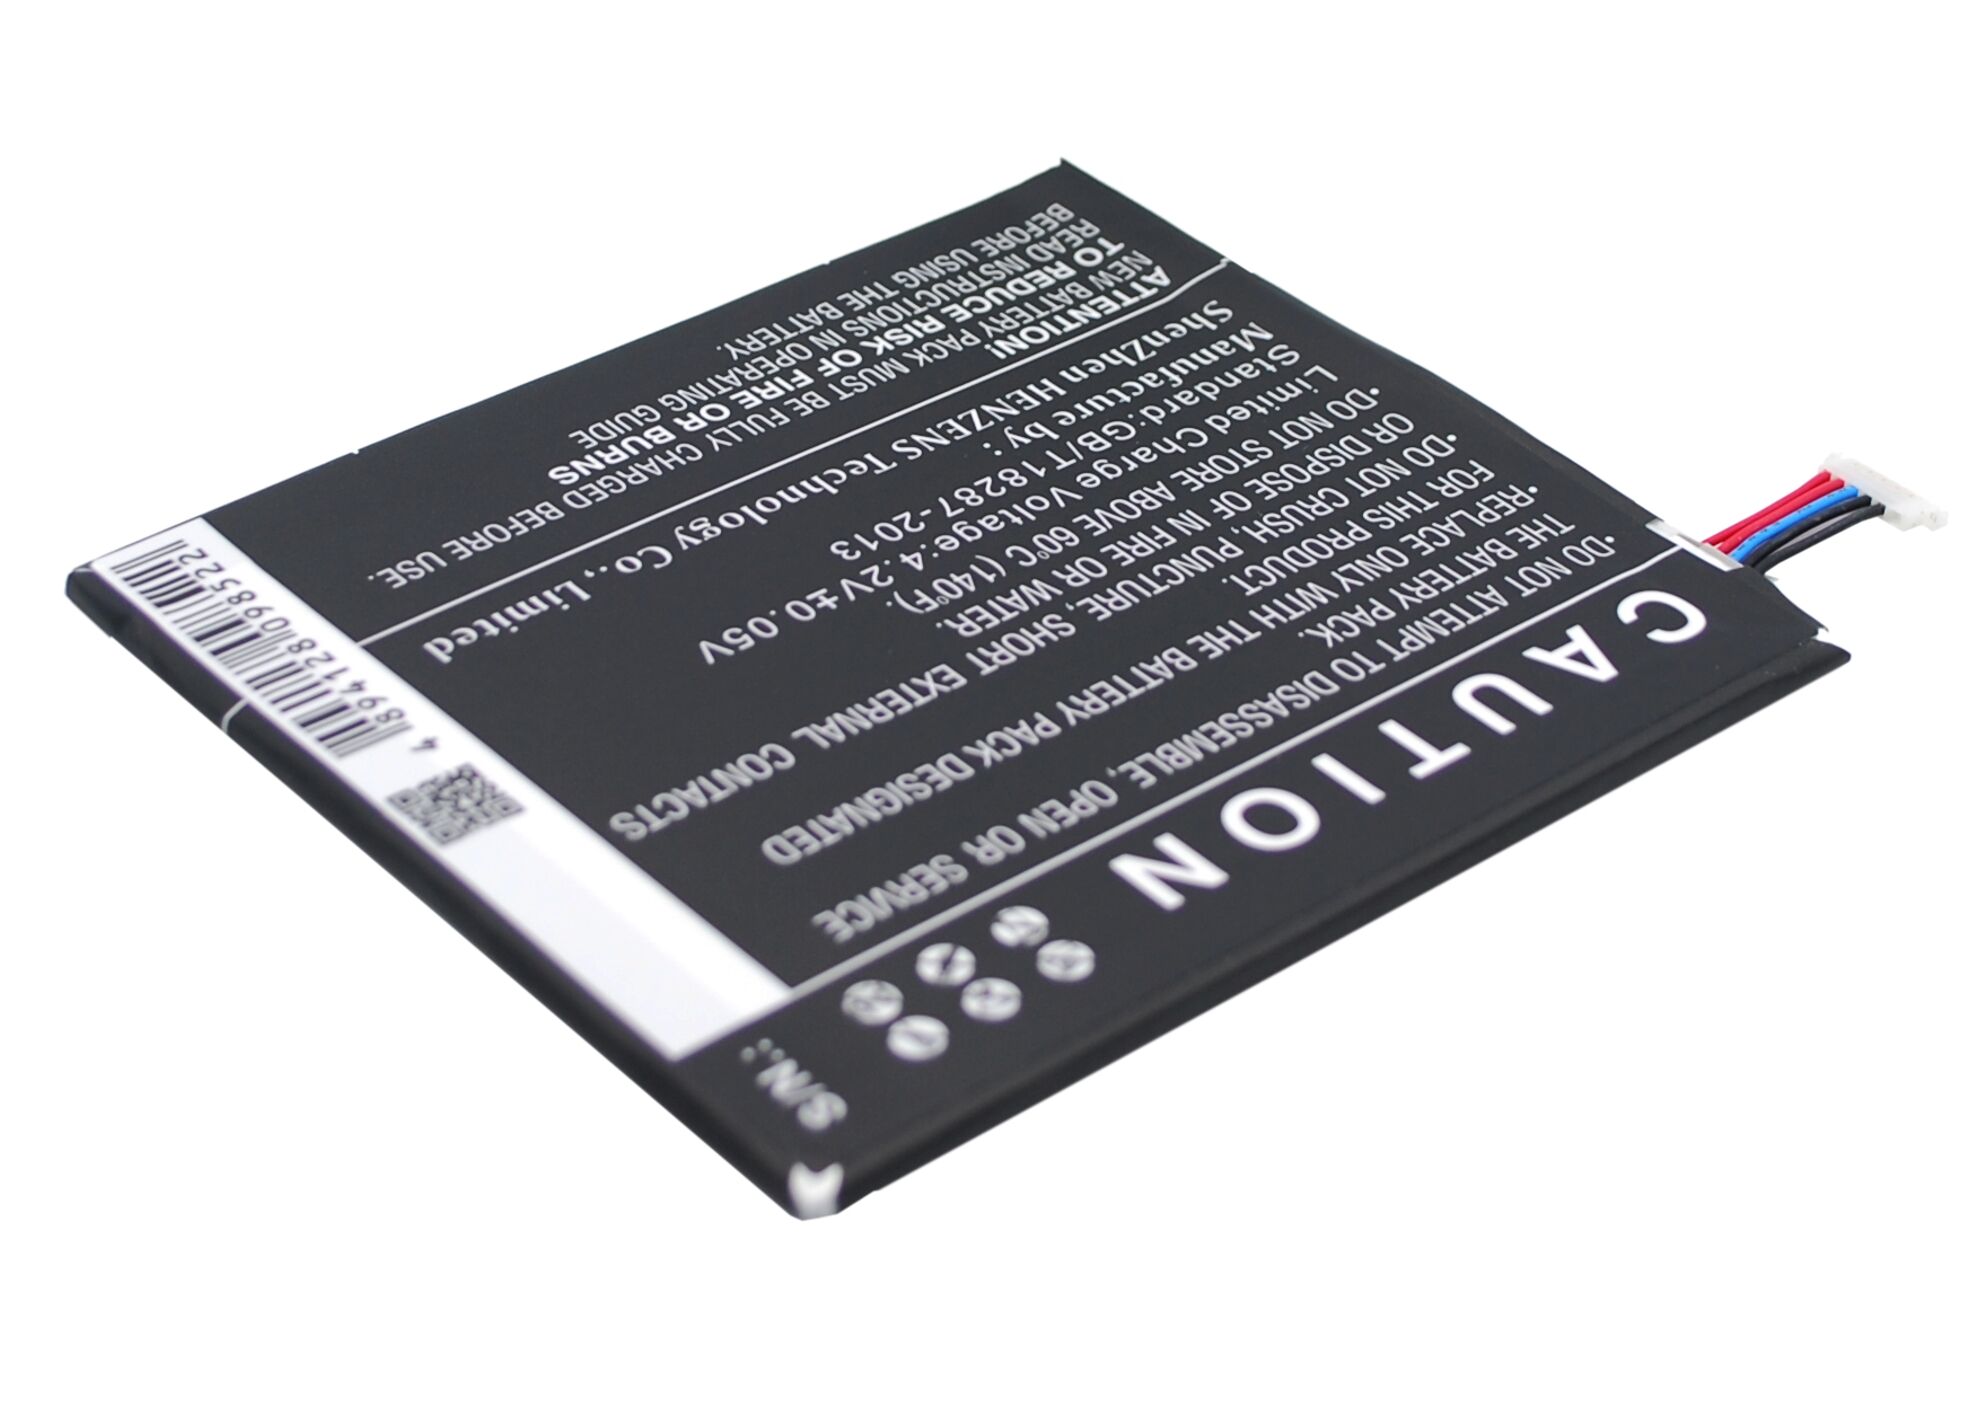 CAUTION
·DO NOT ATTEMPT TO DISASSEMBLE, OPEN OR SERVICE
THE BATTERY PACK.
·REPLACE ONLY WITH THE BATTERY PACK DESIGNATED
FOR THIS PRODUCT.
·DO NOT CRUSH, PUNCTURE, SHORT EXTERNAL CONTACTS
OR DISPOSE OF IN FIRE OR WATER.
·DO NOT STORE ABOVE 60°C (140°F).
Limited Charge Voltage:4.2V±0.05V
Standard:GB/T18287-2013
Manufacture by:
ShenZhen HENZENS Technology Co., Limited
ATTENTION!
NEW BATTERY PACK MUST BE FULLY CHARGED BEFORE USE.
TO REDUCE RISK OF FIRE OR BURNS
READ INSTRUCTIONS IN OPERATING GUIDE
BEFORE USING THE BATTERY.
S/N.:
4 894128 098522